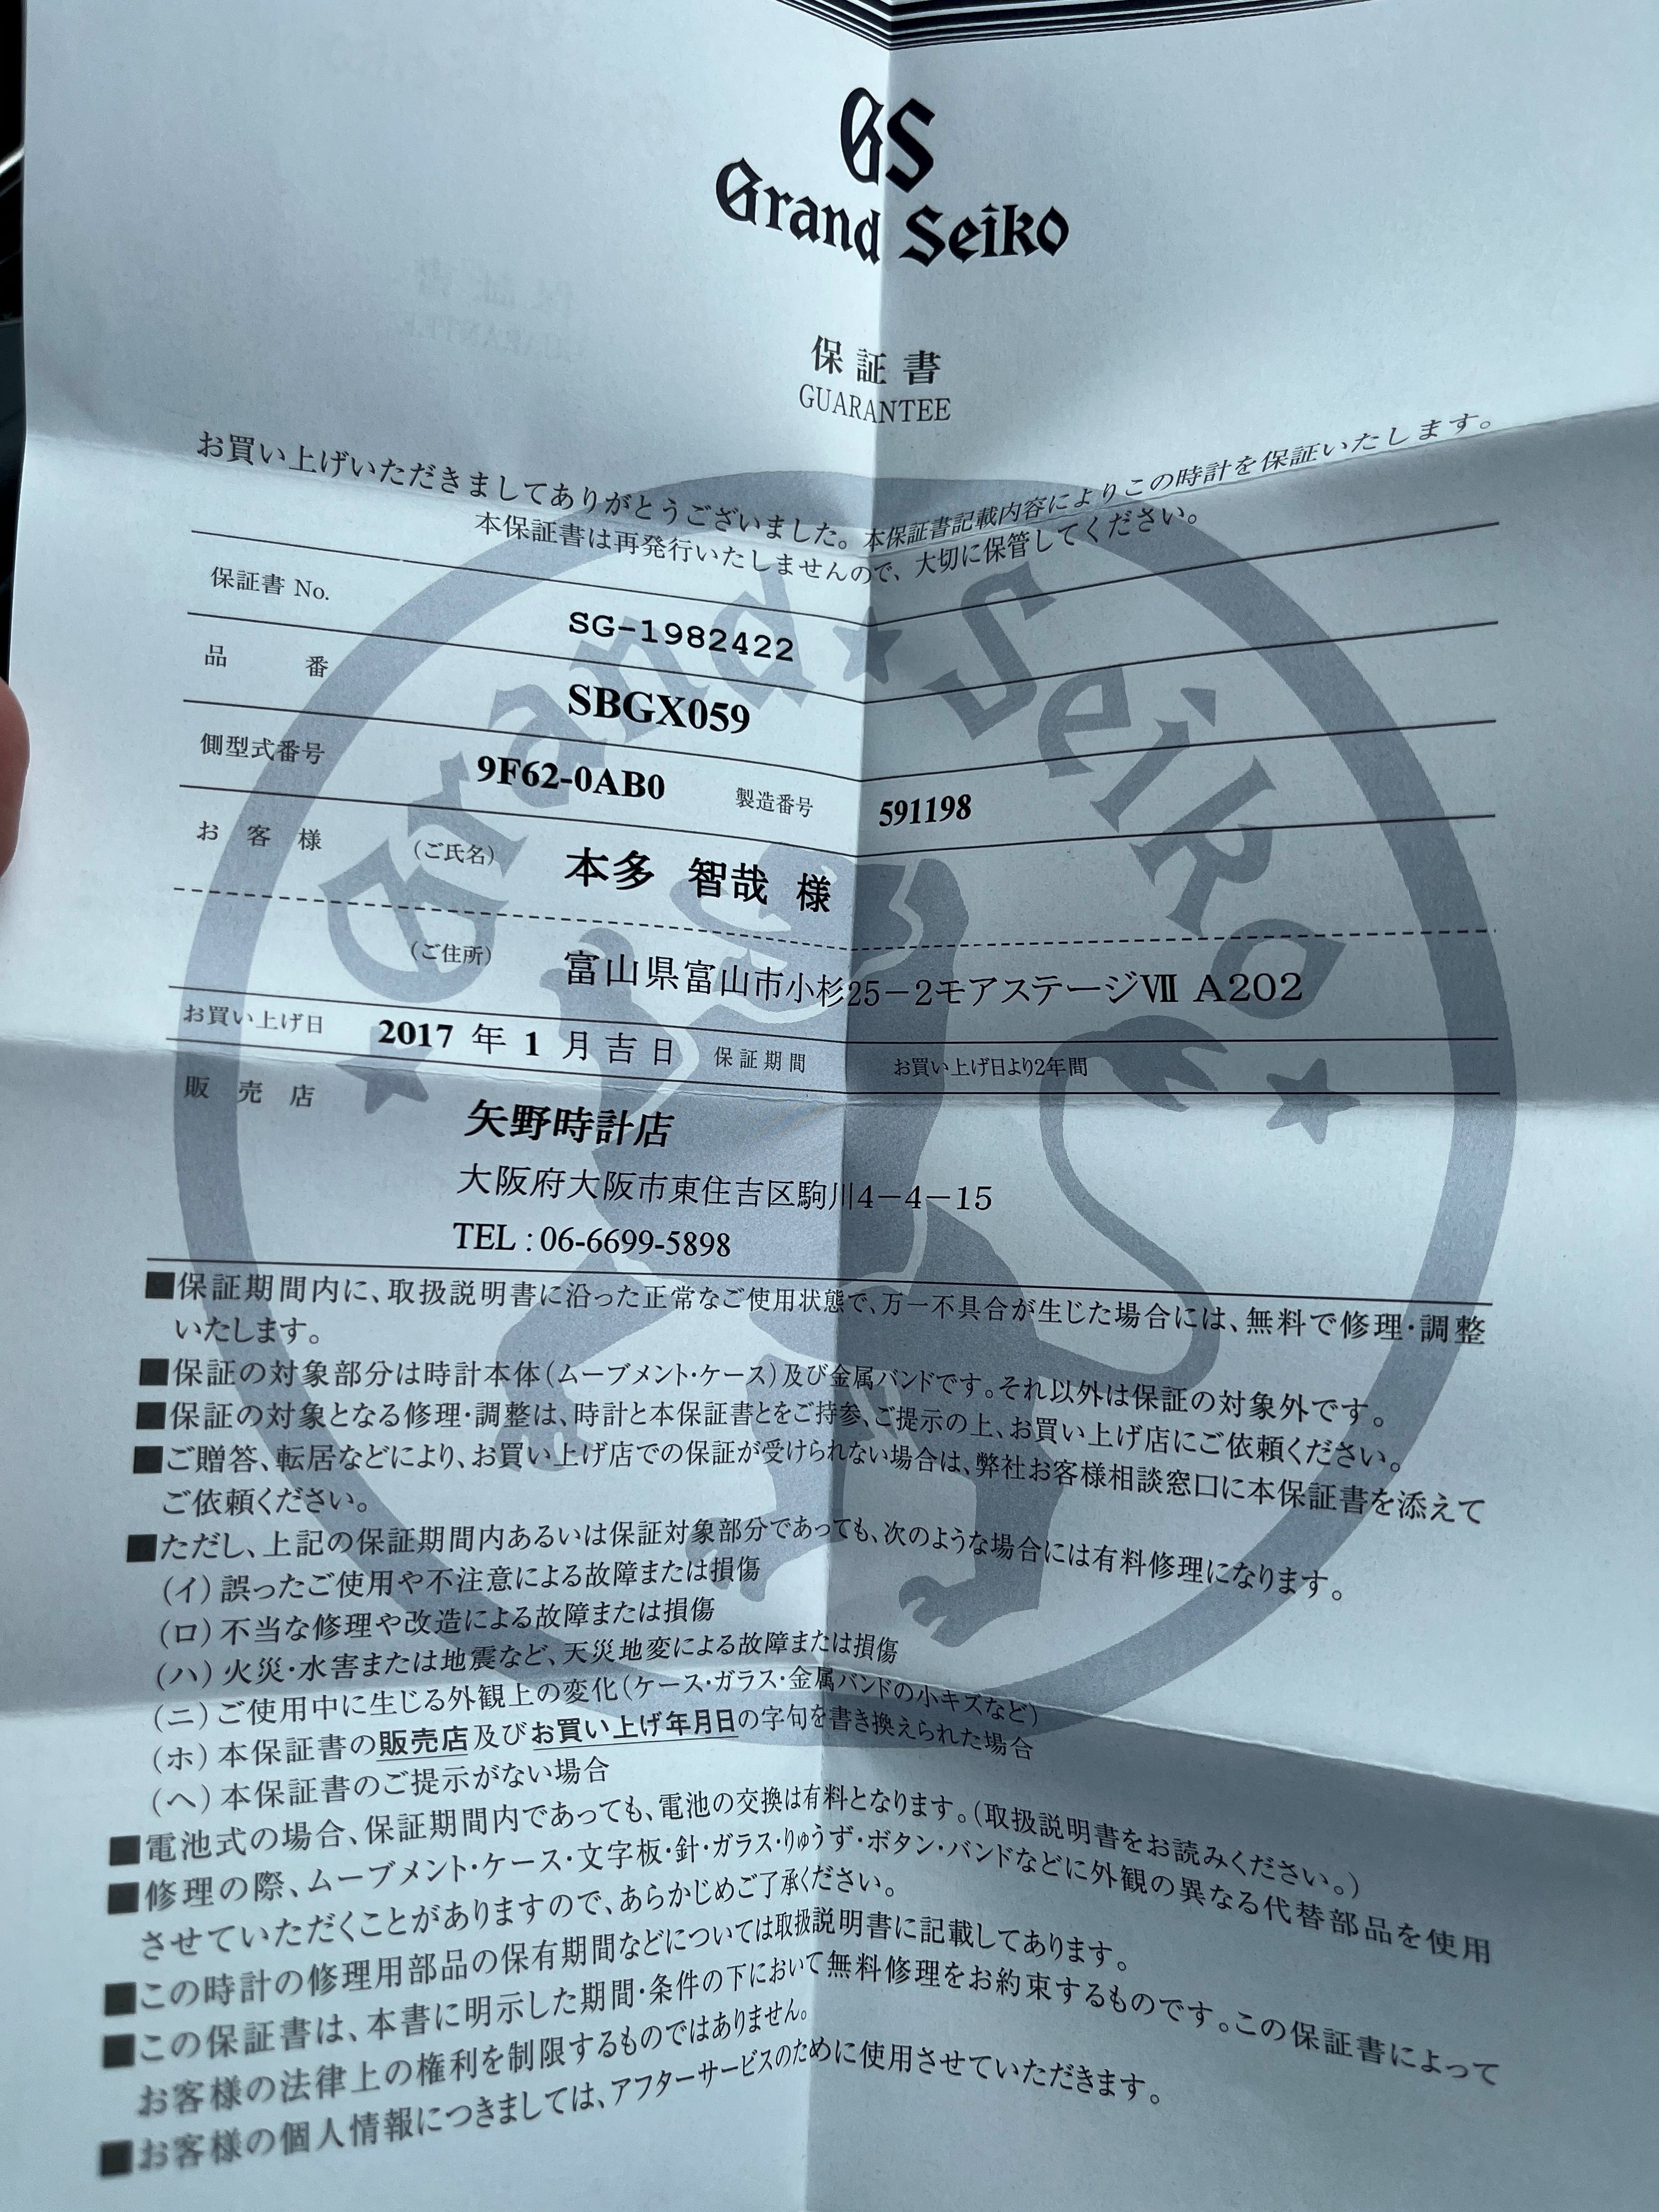 GS
Grand Seiko
保証書
GUARANTEE
お買い上げいただきましてありがとうございました。本保証書記載内容によりこの時計を保証いたします。
本保証書は再発行いたしませんので、大切に保管してください。
保証書 No. SG-1982422
品番 SBGX059
側型式番号 9F62-0AB0 製造番号 591198
お客様 (ご氏名) 本多 智哉 様
(ご住所) 富山県富山市小杉25-2モアステージⅦ A202
お買い上げ日 2017 年 1 月 吉 日 保証期間 お買い上げ日より2年間
販売店 矢野時計店
大阪府大阪市東住吉区駒川4-4-15
TEL : 06-6699-5898
■保証期間内に、取扱説明書に沿った正常なご使用状態で、万一不具合が生じた場合には、無料で修理・調整
いたします。
■保証の対象部分は時計本体(ムーブメント・ケース)及び金属バンドです。それ以外は保証の対象外です。
■保証の対象となる修理・調整は、時計と本保証書とをご持参、ご提示の上、お買い上げ店にご依頼ください。
■ご贈答、転居などにより、お買い上げ店での保証が受けられない場合は、弊社お客様相談窓口に本保証書を添えて
ご依頼ください。
■ただし、上記の保証期間内あるいは保証対象部分であっても、次のような場合には有料修理になります。
(イ)誤ったご使用や不注意による故障または損傷
(ロ)不当な修理や改造による故障または損傷
(ハ)火災・水害または地震など、天災地変による故障または損傷
(ニ)ご使用中に生じる外観上の変化(ケース・ガラス・金属バンドの小キズなど)
(ホ)本保証書の販売店及びお買い上げ年月日の字句を書き換えられた場合
(ヘ)本保証書のご提示がない場合
■電池式の場合、保証期間内であっても、電池の交換は有料となります。(取扱説明書をお読みください。)
■修理の際、ムーブメント・ケース・文字板・針・ガラス・りゅうず・ボタン・バンドなどに外観の異なる代替部品を使用
させていただくことがありますので、あらかじめご了承ください。
■この時計の修理用部品の保有期間などについては取扱説明書に記載してあります。
■この保証書は、本書に明示した期間・条件の下において無料修理をお約束するものです。この保証書によって
お客様の法律上の権利を制限するものではありません。
■お客様の個人情報につきましては、アフターサービスのために使用させていただきます。
Grand Seiko